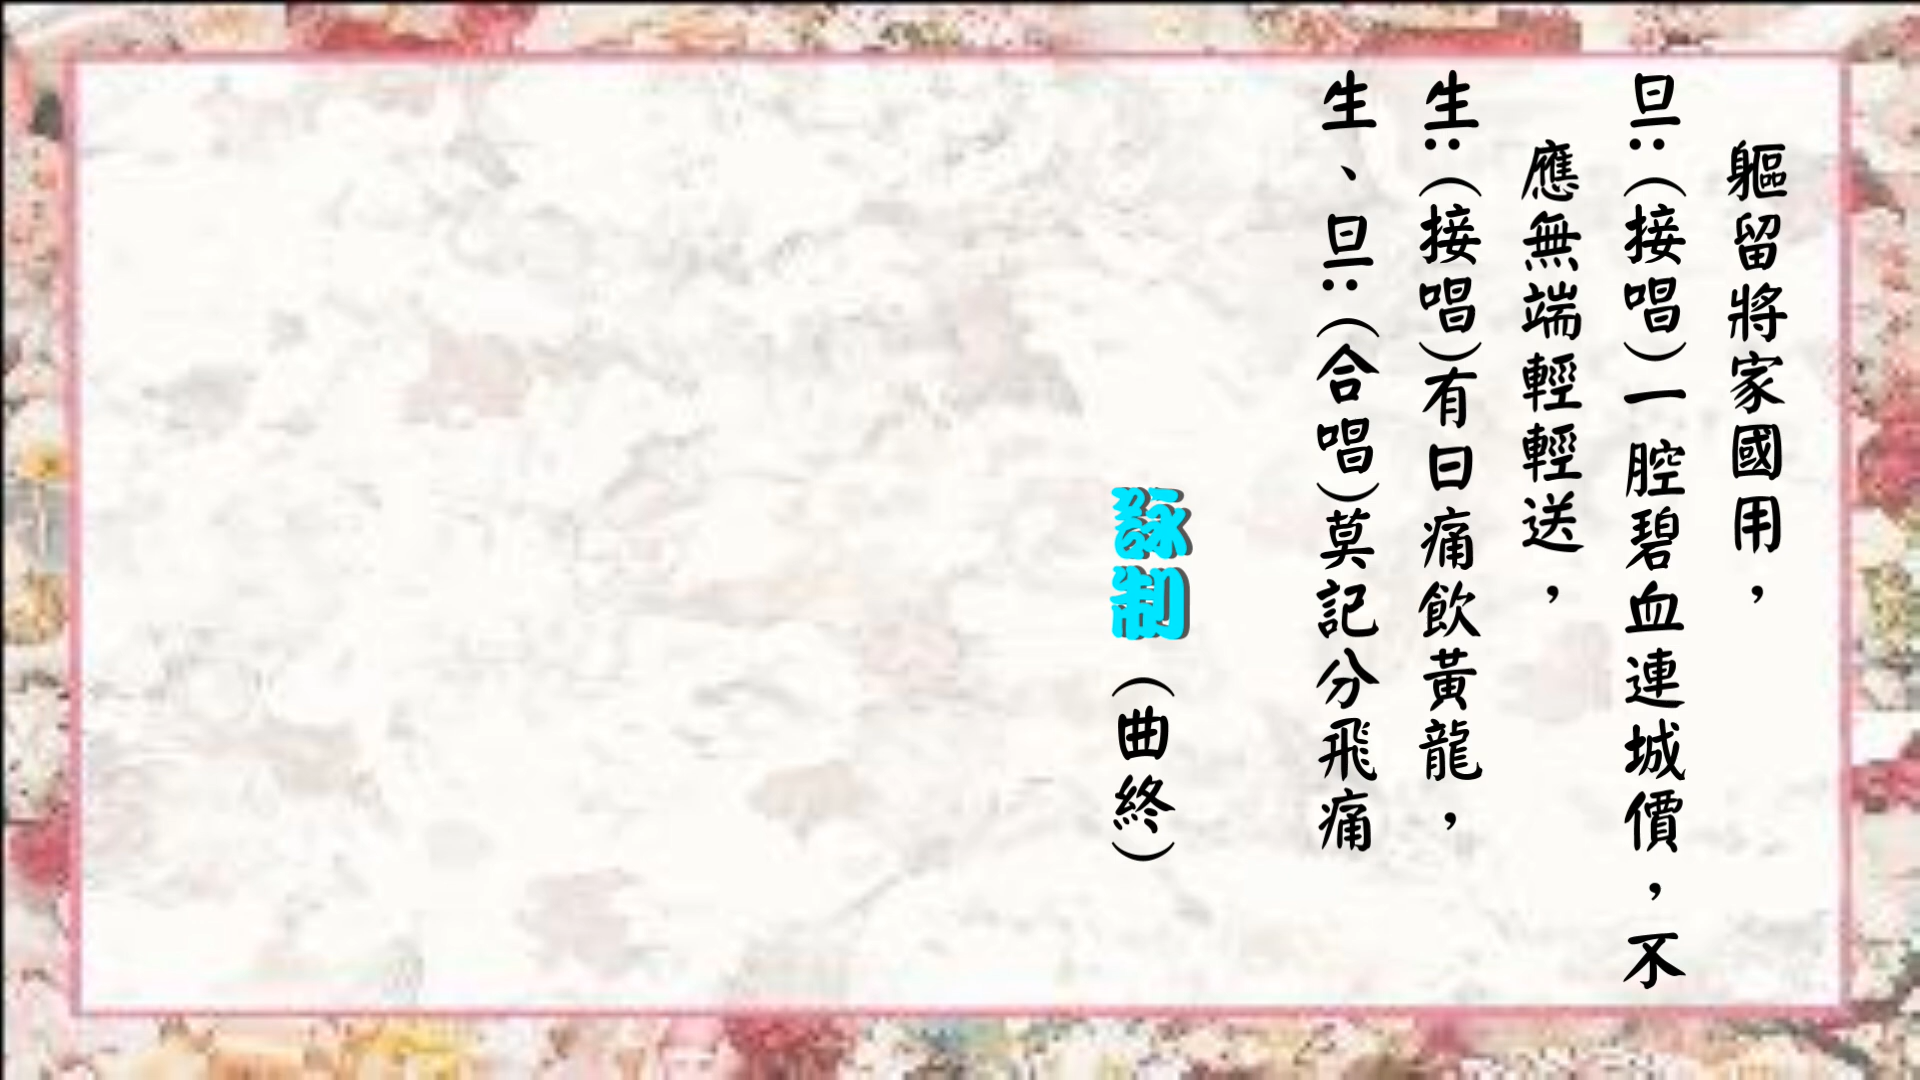 軀留將家國用，
旦：（接唱）一腔碧血連城價，不
應無端輕輕送，
生：（接唱）有日痛飲黃龍，
生、旦：（合唱）莫記分飛痛
詠制（曲終）